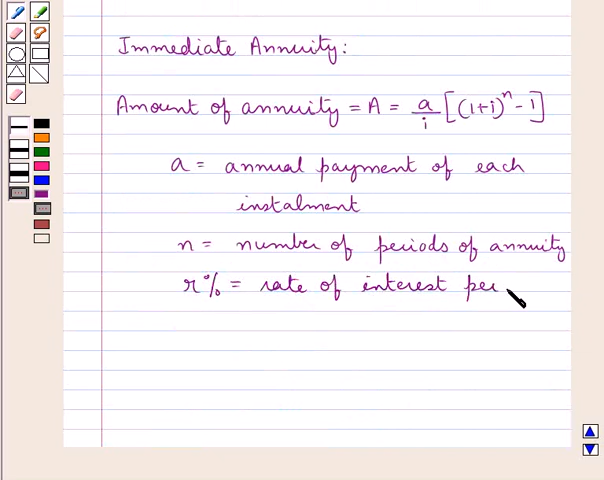 Immediate Annuity:
Amount of annuity = A = a/i [(1+i)^n - 1]
a = annual payment of each
instalment
n = number of periods of annuity
r% = rate of interest per